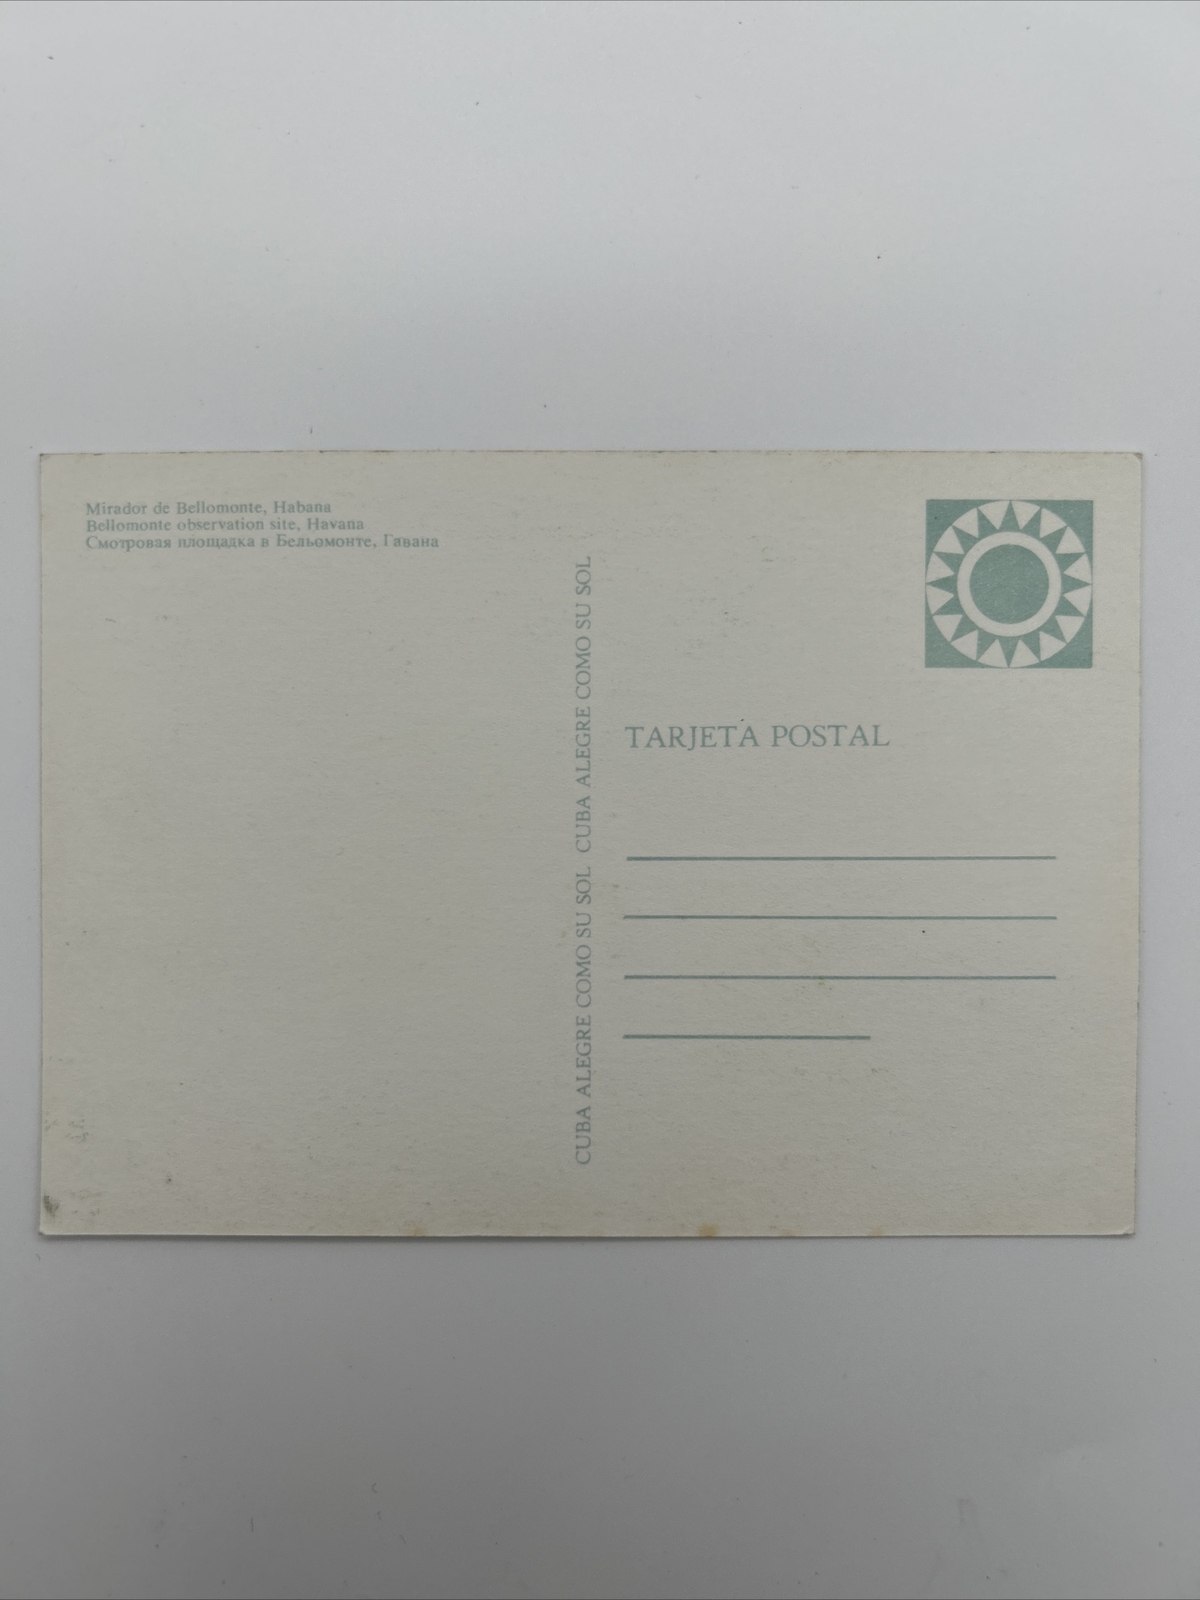 Mirador de Bellomonte, Habana
Bellomonte observation site, Havana
Смотровая площадка в Бельомонте, Гавана
CUBA ALEGRE COMO SU SOL CUBA ALEGRE COMO SU SOL
TARJETA POSTAL